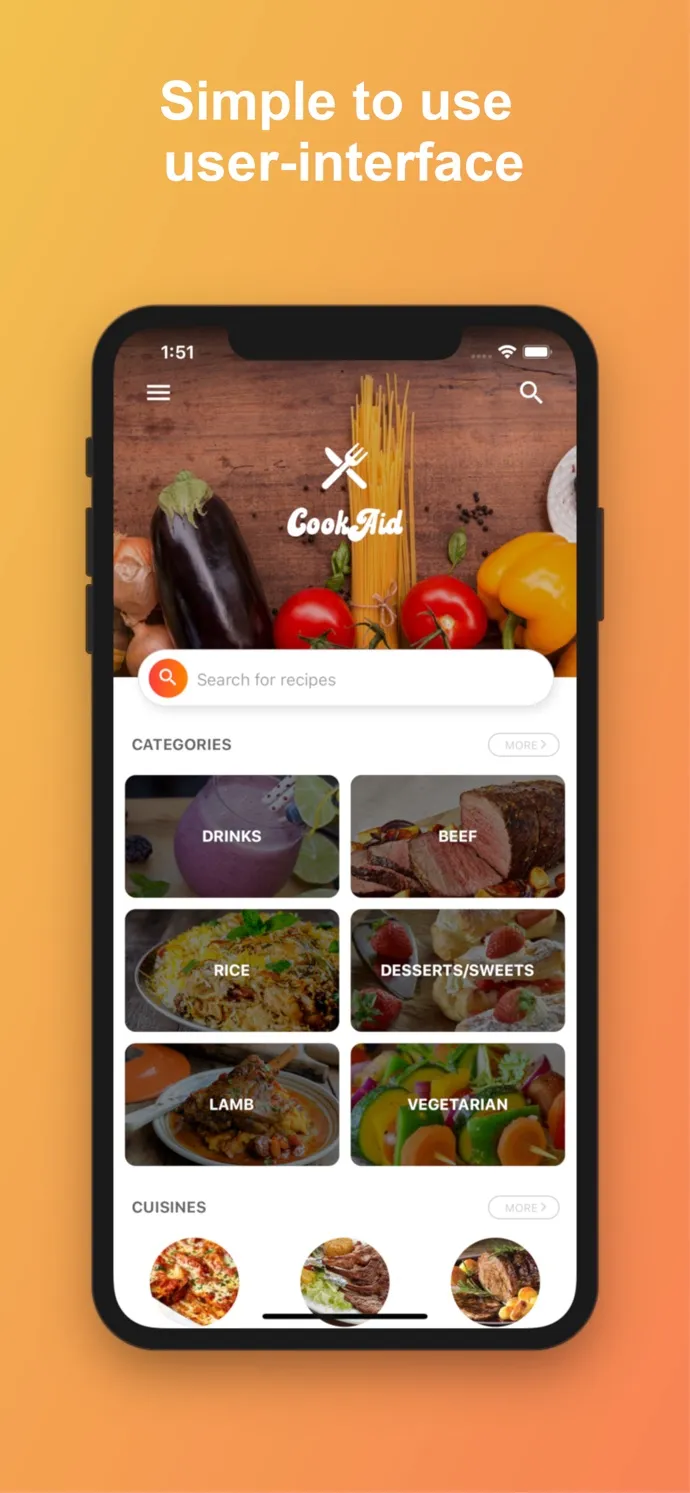 Simple to use
user-interface
1:51
CookAid
Search for recipes
CATEGORIES
MORE >
DRINKS
BEEF
RICE
DESSERTS/SWEETS
LAMB
VEGETARIAN
CUISINES
MORE >